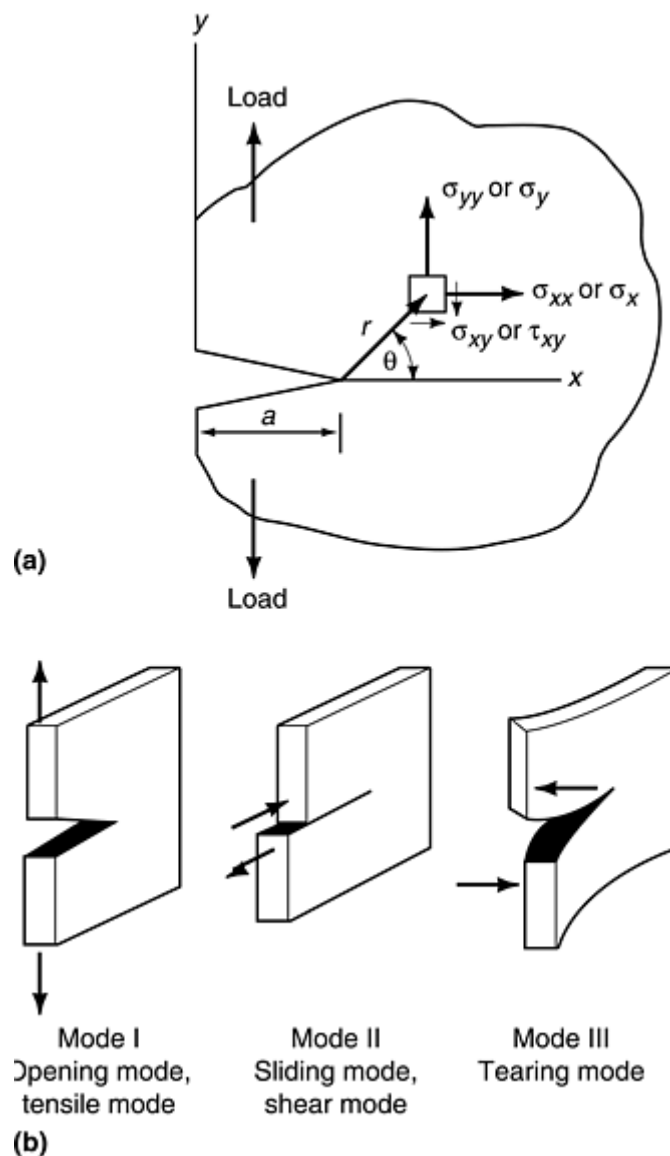 y
Load
σyy or σy
σxx or σx
r
σxy or τxy
θ
x
a
(a)
Load
Mode I
Opening mode,
tensile mode
Mode II
Sliding mode,
shear mode
Mode III
Tearing mode
(b)